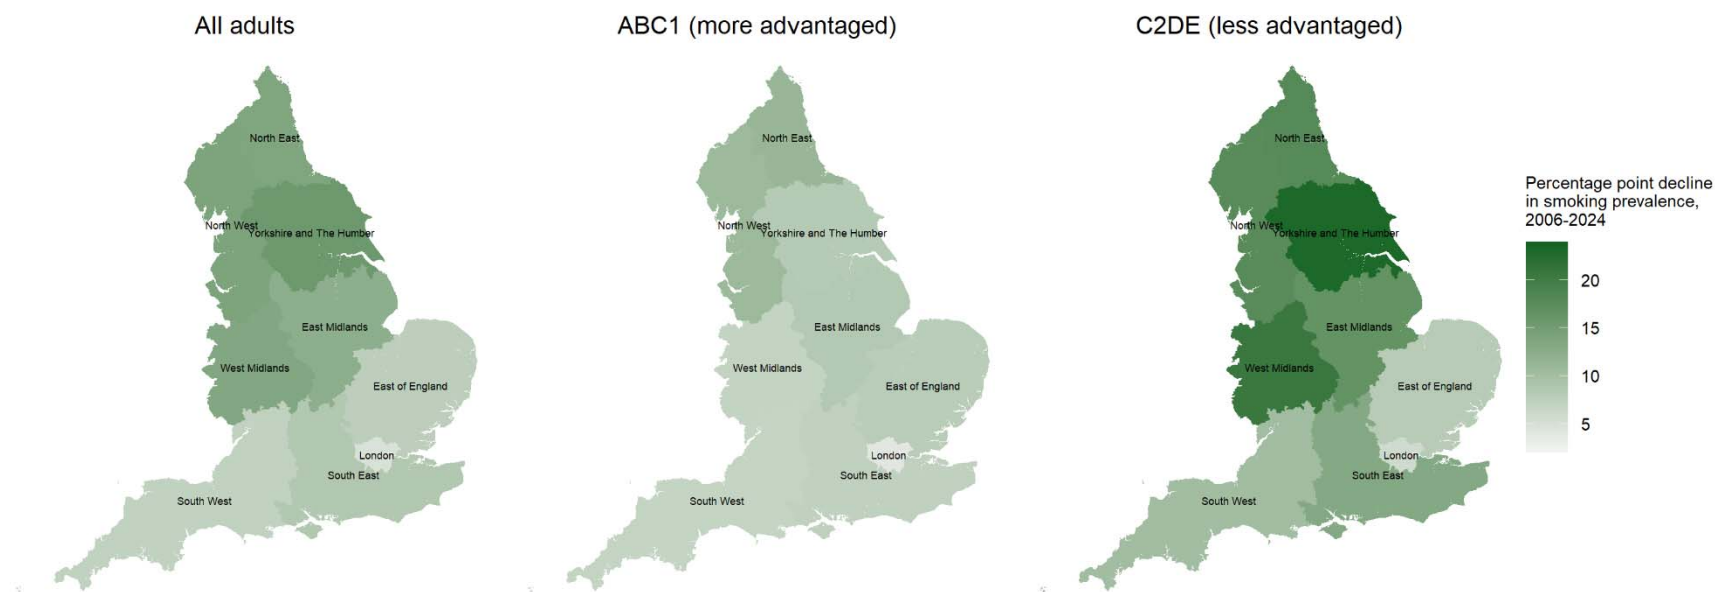 All adults
ABC1 (more advantaged)
C2DE (less advantaged)
North East
North West
Yorkshire and The Humber
East Midlands
West Midlands
East of England
London
South East
South West
North East
North West
Yorkshire and The Humber
East Midlands
West Midlands
East of England
London
South East
South West
North East
North West
Yorkshire and The Humber
East Midlands
West Midlands
East of England
London
South East
South West
Percentage point decline
in smoking prevalence,
2006-2024
20
15
10
5